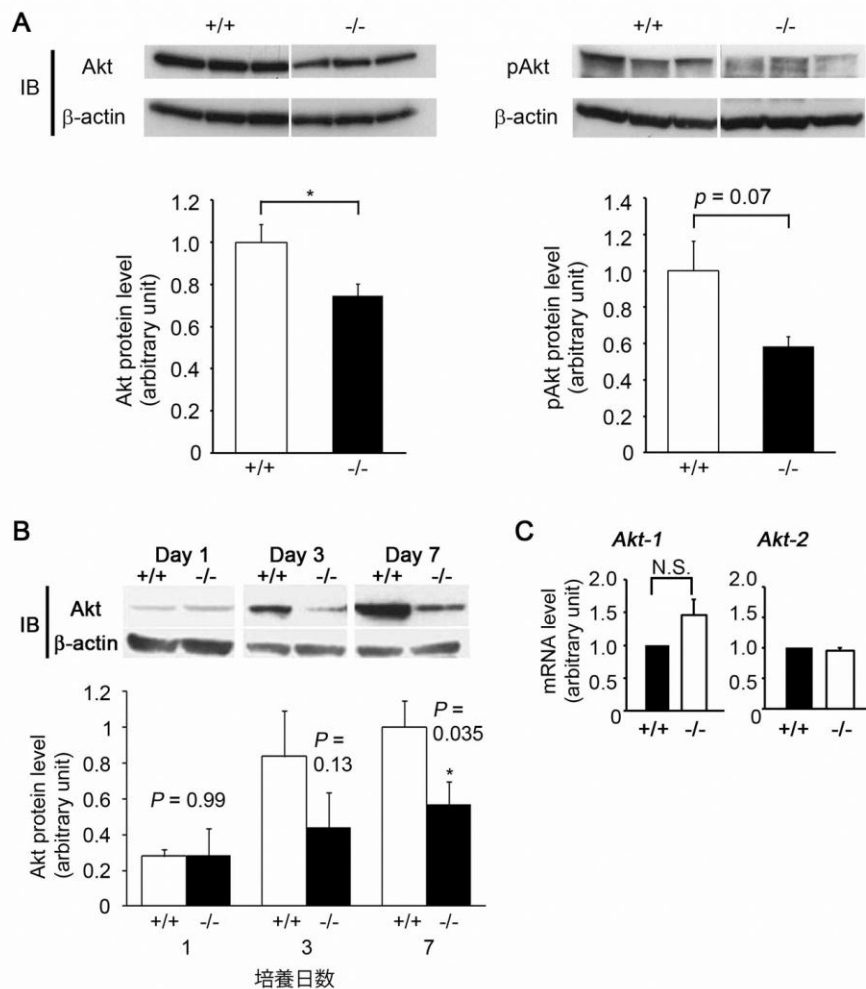 A
+/+ -/-
IB
Akt
β-actin
+/+ -/-
pAkt
β-actin
Akt protein level
(arbitrary unit)
1.2
1.0
0.8
0.6
0.4
0.2
0
*
+/+ -/-
pAkt protein level
(arbitrary unit)
1.4
1.2
1.0
0.8
0.6
0.4
0.2
0
p = 0.07
+/+ -/-
B
Day 1 Day 3 Day 7
+/+ -/- +/+ -/- +/+ -/-
IB
Akt
β-actin
Akt protein level
(arbitrary unit)
1.2
1
0.8
0.6
0.4
0.2
0
P = 0.99
P =
0.13
P =
0.035
*
+/+ -/- +/+ -/- +/+ -/-
1 3 7
培養日数
C
Akt-1
mRNA level
(arbitrary unit)
2.0
1.5
1.0
0.5
0
N.S.
+/+ -/-
Akt-2
2.0
1.5
1.0
0.5
0
+/+ -/-